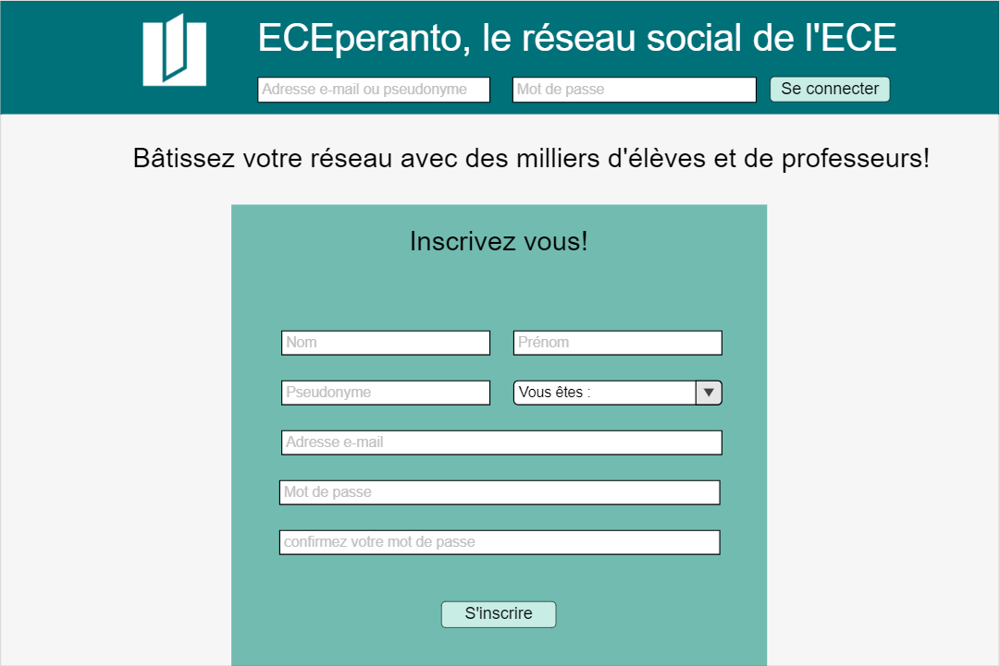 ECEperanto, le réseau social de l'ECE
Adresse e-mail ou pseudonyme Mot de passe Se connecter
Bâtissez votre réseau avec des milliers d'élèves et de professeurs!
Inscrivez vous!
Nom Prénom
Pseudonyme Vous êtes :
Adresse e-mail
Mot de passe
confirmez votre mot de passe
S'inscrire